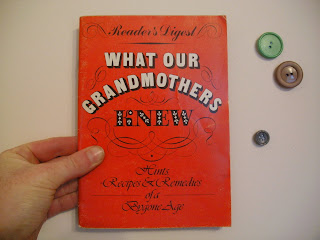 Reader's Digest
WHAT OUR
GRANDMOTHERS
KNEW
Hints,
Recipes & Remedies
of a
Bygone Age